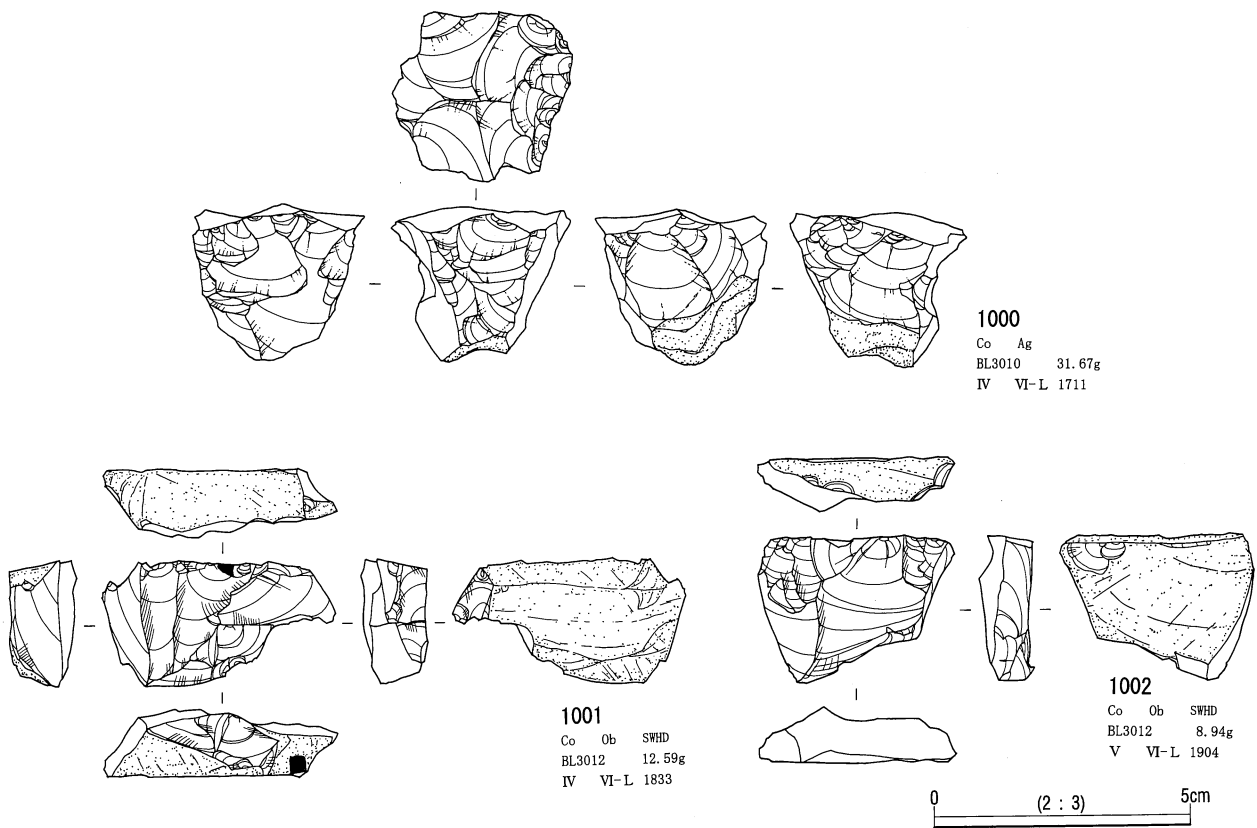 1000
Co Ag
BL3010 31.67g
Ⅳ Ⅵ-L 1711
1001
Co Ob SWHD
BL3012 12.59g
Ⅳ Ⅵ-L 1833
1002
Co Ob SWHD
BL3012 8.94g
Ⅴ Ⅵ-L 1904
0 (2 : 3) 5cm